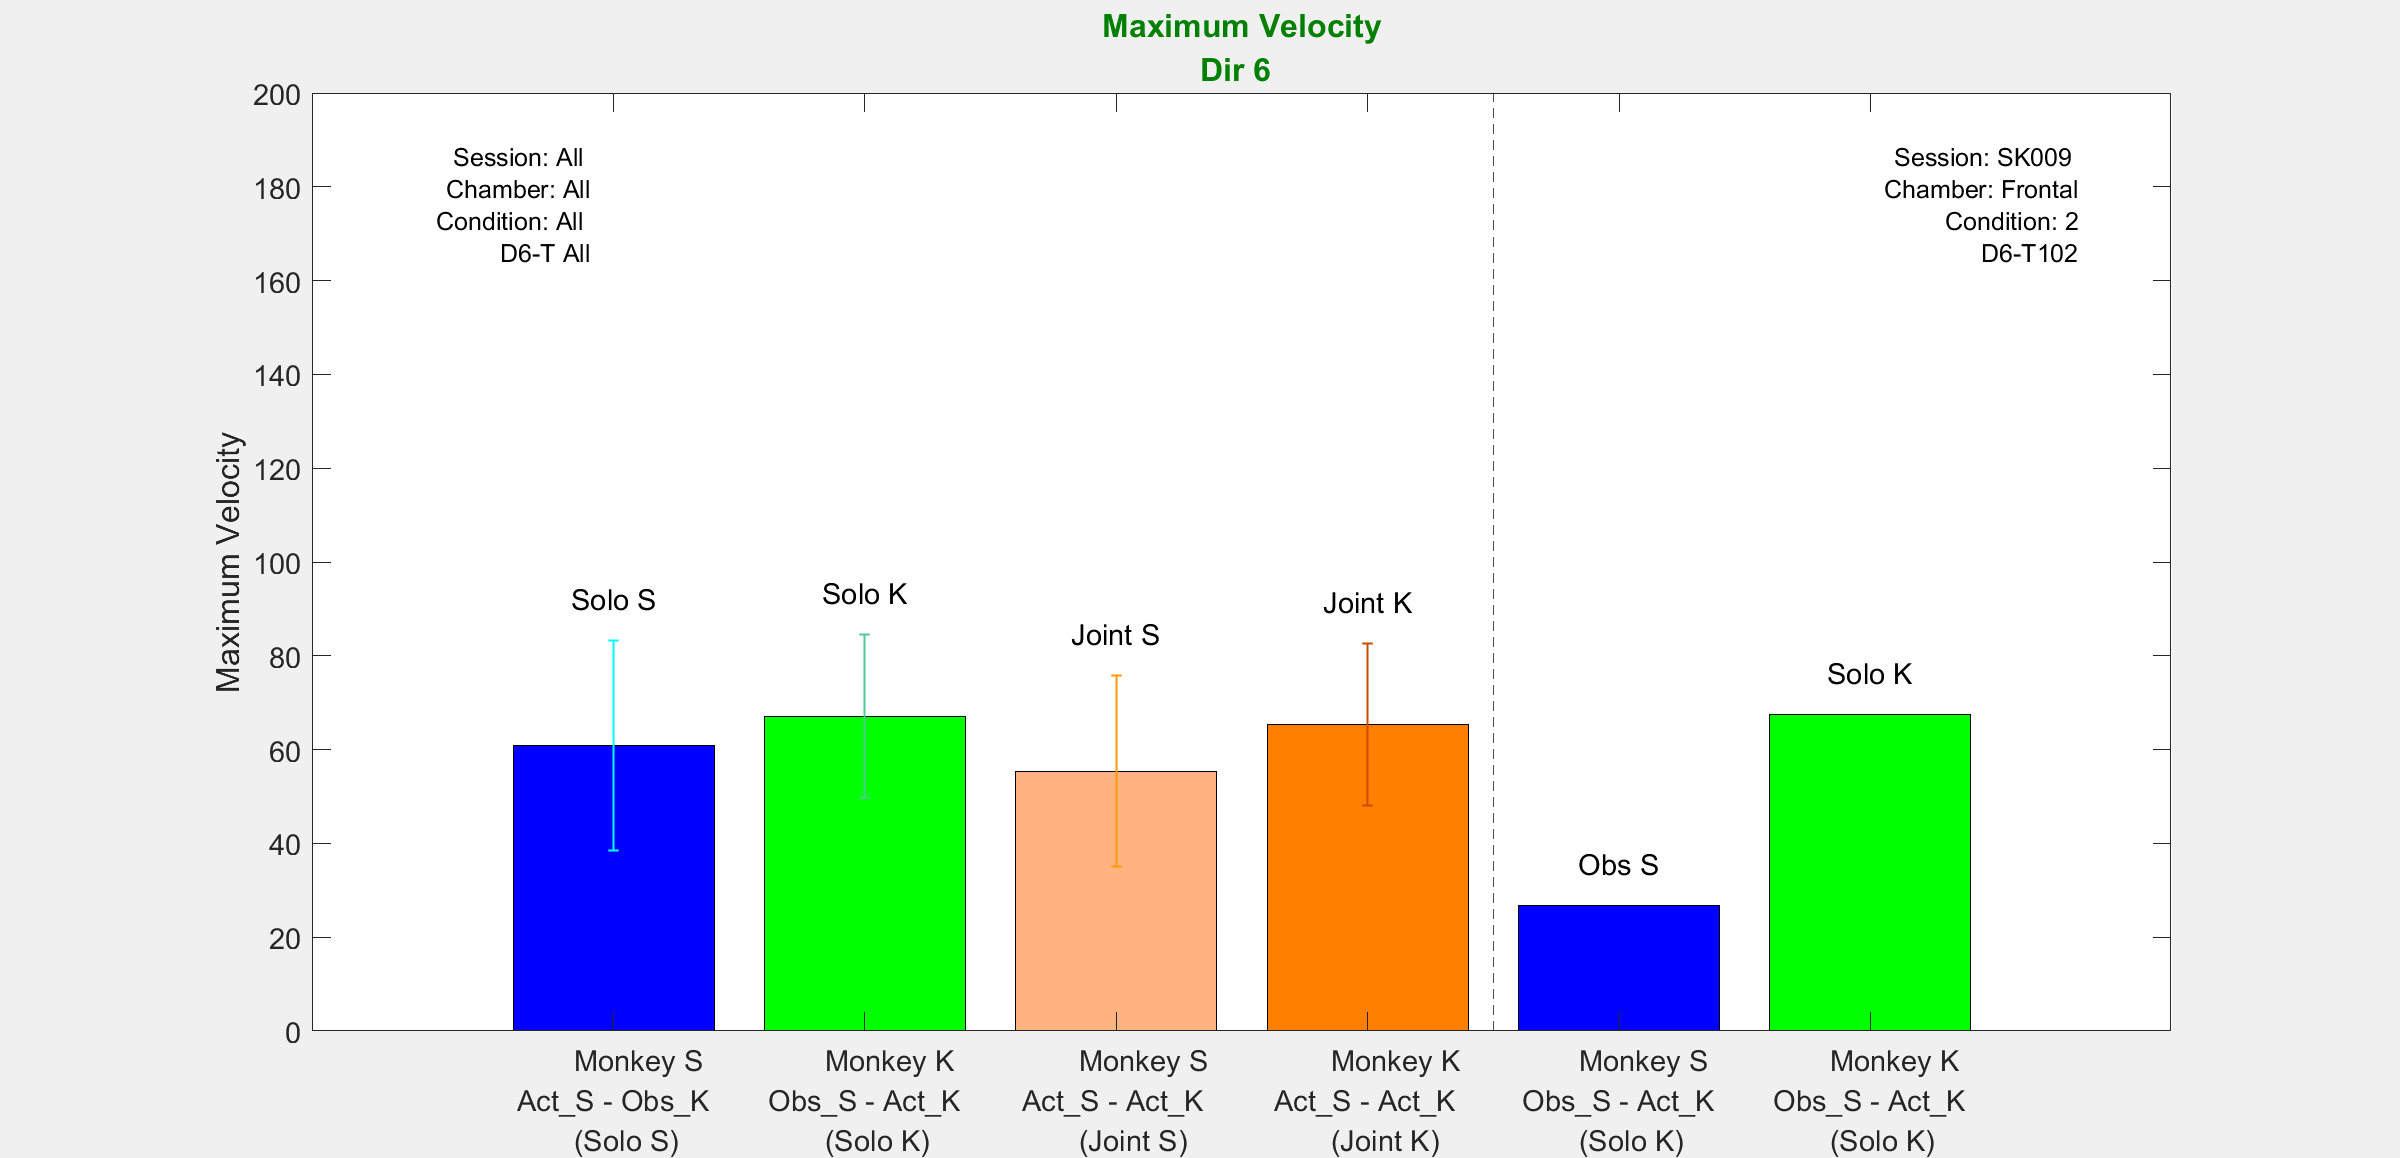 Maximum Velocity
Dir 6
200
180
160
140
120
100
80
60
40
20
0
Maximum Velocity
Session: All
Chamber: All
Condition: All
D6-T All
Session: SK009
Chamber: Frontal
Condition: 2
D6-T102
Solo S
Solo K
Joint S
Joint K
Obs S
Solo K
Monkey S
Act_S - Obs_K
(Solo S)
Monkey K
Obs_S - Act_K
(Solo K)
Monkey S
Act_S - Act_K
(Joint S)
Monkey K
Act_S - Act_K
(Joint K)
Monkey S
Obs_S - Act_K
(Solo K)
Monkey K
Obs_S - Act_K
(Solo K)